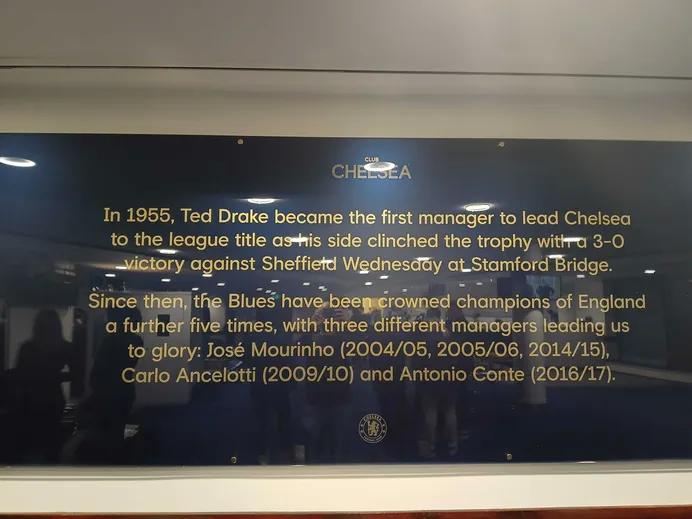 CLUB
CHELSEA
In 1955, Ted Drake became the first manager to lead Chelsea
to the league title as his side clinched the trophy with a 3-0
victory against Sheffield Wednesday at Stamford Bridge.
Since then, the Blues have been crowned champions of England
a further five times, with three different managers leading us
to glory: José Mourinho (2004/05, 2005/06, 2014/15),
Carlo Ancelotti (2009/10) and Antonio Conte (2016/17).